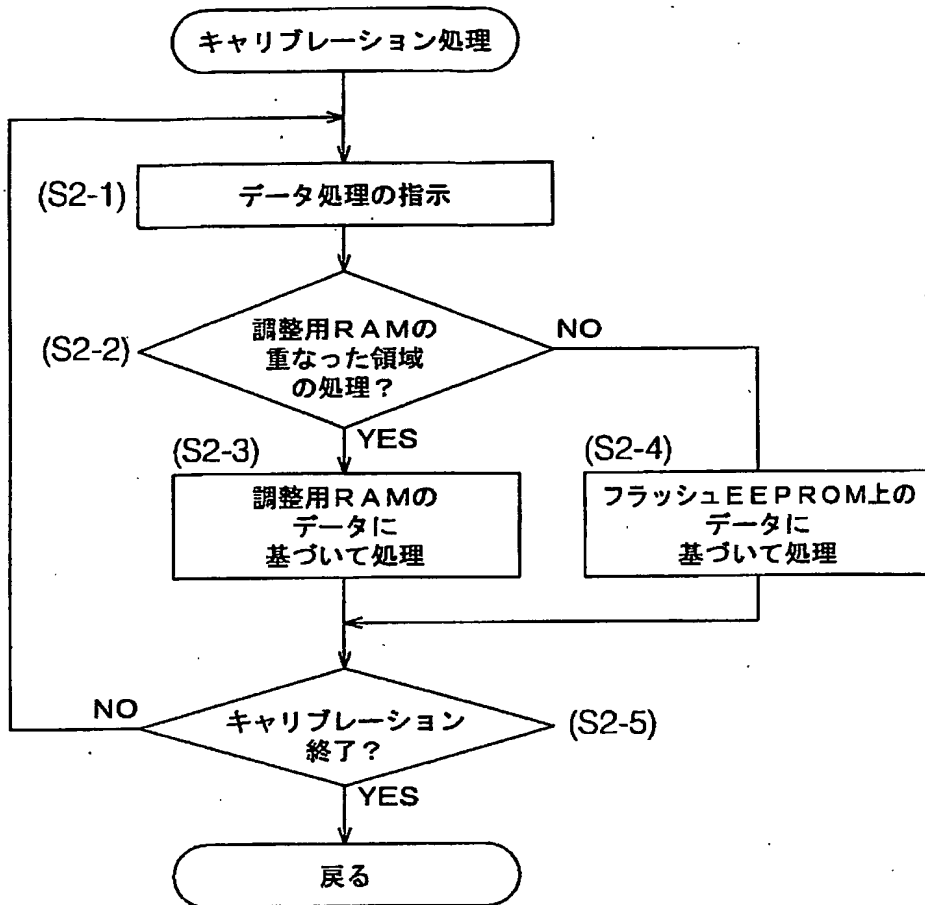 キャリブレーション処理
(S2-1)
データ処理の指示
(S2-2)
調整用RAMの
重なった領域
の処理?
NO
YES
(S2-3)
調整用RAMの
データに
基づいて処理
(S2-4)
フラッシュEEPROM上の
データに
基づいて処理
NO
キャリブレーション
終了?
(S2-5)
YES
戻る